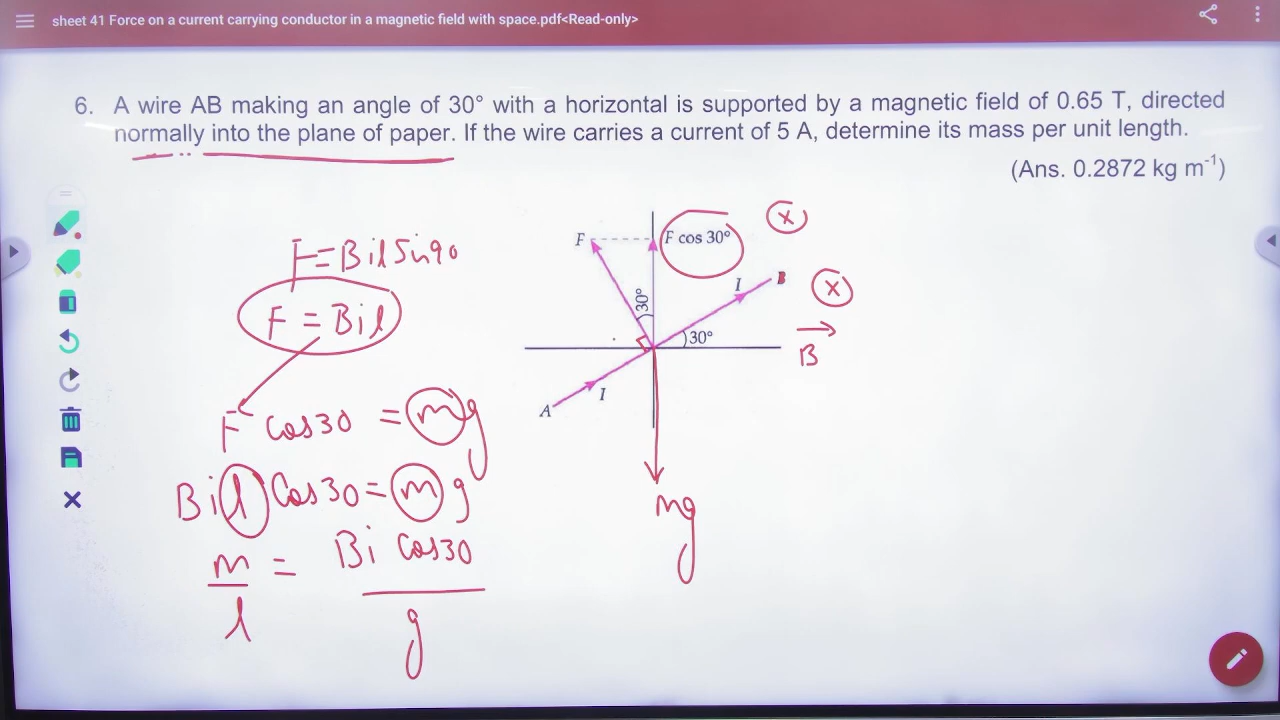 sheet 41 Force on a current carrying conductor in a magnetic field with space.pdf<Read-only>
6. A wire AB making an angle of 30° with a horizontal is supported by a magnetic field of 0.65 T, directed
normally into the plane of paper. If the wire carries a current of 5 A, determine its mass per unit length.
(Ans. 0.2872 kg m⁻¹)
F = Bil Sin90
F = Bil
F Cos30 = mg
Bil Cos30 = mg
m/l = Bi Cos30/g
F
F cos 30°
X
30°
I
B
X
30°
B
A
I
mg